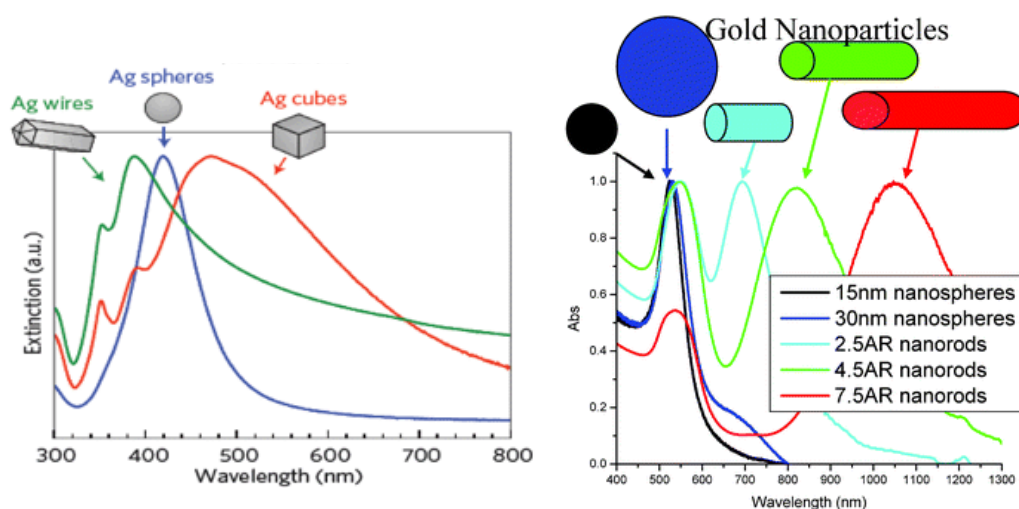 Ag wires
Ag spheres
Ag cubes
Extinction (a.u.)
300 400 500 600 700 800
Wavelength (nm)
Gold Nanoparticles
1.0
0.8
0.6
0.4
0.2
0.0
Abs
15nm nanospheres
30nm nanospheres
2.5AR nanorods
4.5AR nanorods
7.5AR nanorods
400 500 600 700 800 900 1000 1100 1200 1300
Wavelength (nm)